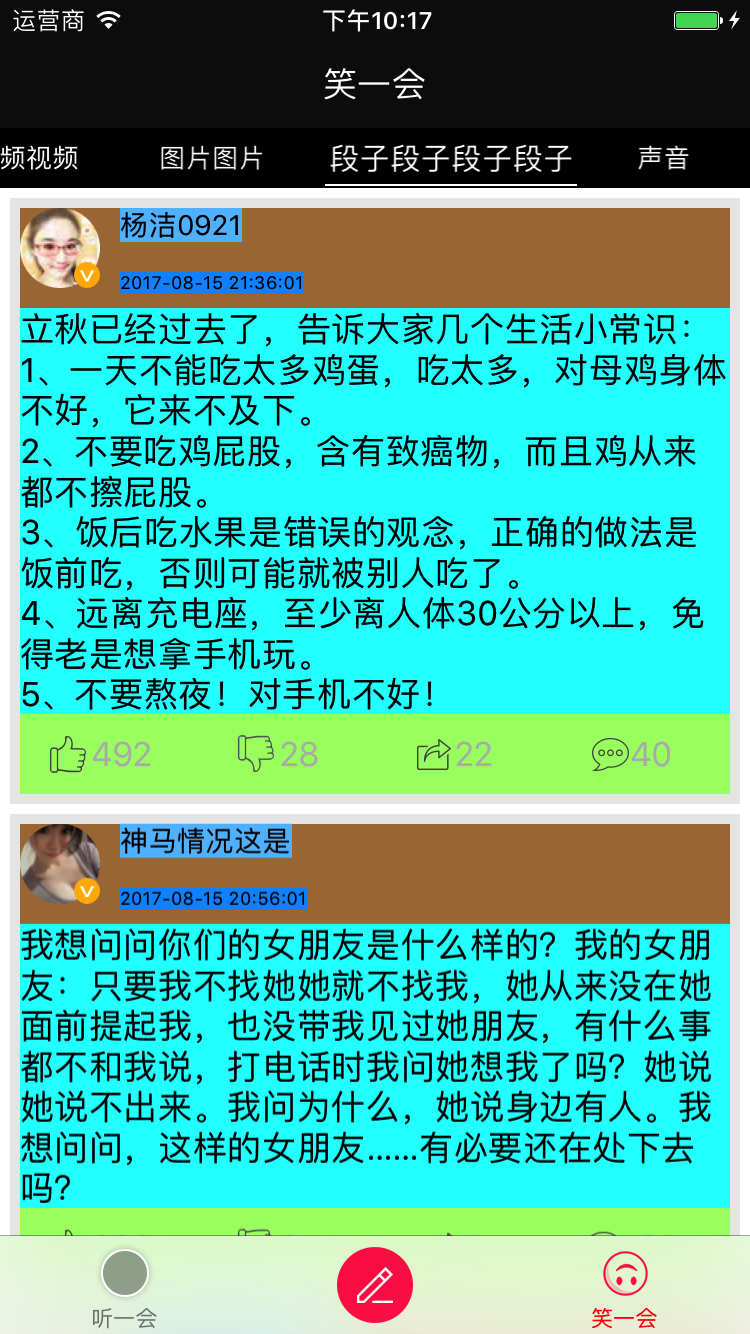 运营商
下午10:17
笑一会
频视频
图片图片
段子段子段子段子
声音
杨洁0921
2017-08-15 21:36:01
立秋已经过去了，告诉大家几个生活小常识：
1、一天不能吃太多鸡蛋，吃太多，对母鸡身体
不好，它来不及下。
2、不要吃鸡屁股，含有致癌物，而且鸡从来
都不擦屁股。
3、饭后吃水果是错误的观念，正确的做法是
饭前吃，否则可能就被别人吃了。
4、远离充电座，至少离人体30公分以上，免
得老是想拿手机玩。
5、不要熬夜！对手机不好！
492
28
22
40
神马情况这是
2017-08-15 20:56:01
我想问问你们的女朋友是什么样的？我的女朋
友：只要我不找她她就不找我，她从来没在她
面前提起我，也没带我见过她朋友，有什么事
都不和我说，打电话时我问她想我了吗？她说
她说不出来。我问为什么，她说身边有人。我
想问问，这样的女朋友……有必要还在处下去
吗?
听一会
笑一会